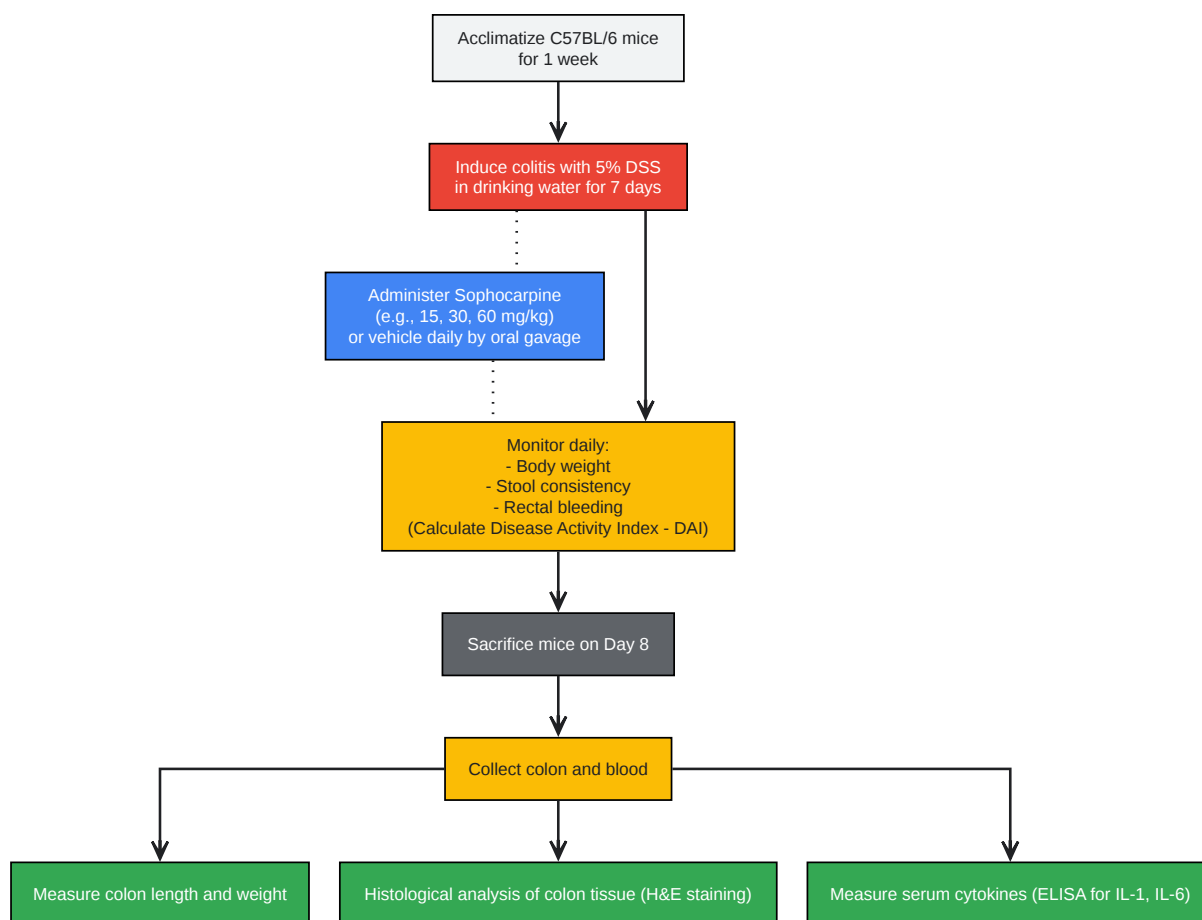 Acclimatize C57BL/6 mice
for 1 week
Induce colitis with 5% DSS
in drinking water for 7 days
Administer Sophocarpine
(e.g., 15, 30, 60 mg/kg)
or vehicle daily by oral gavage
Monitor daily:
- Body weight
- Stool consistency
- Rectal bleeding
(Calculate Disease Activity Index - DAI)
Sacrifice mice on Day 8
Collect colon and blood
Measure colon length and weight
Histological analysis of colon tissue (H&E staining)
Measure serum cytokines (ELISA for IL-1, IL-6)